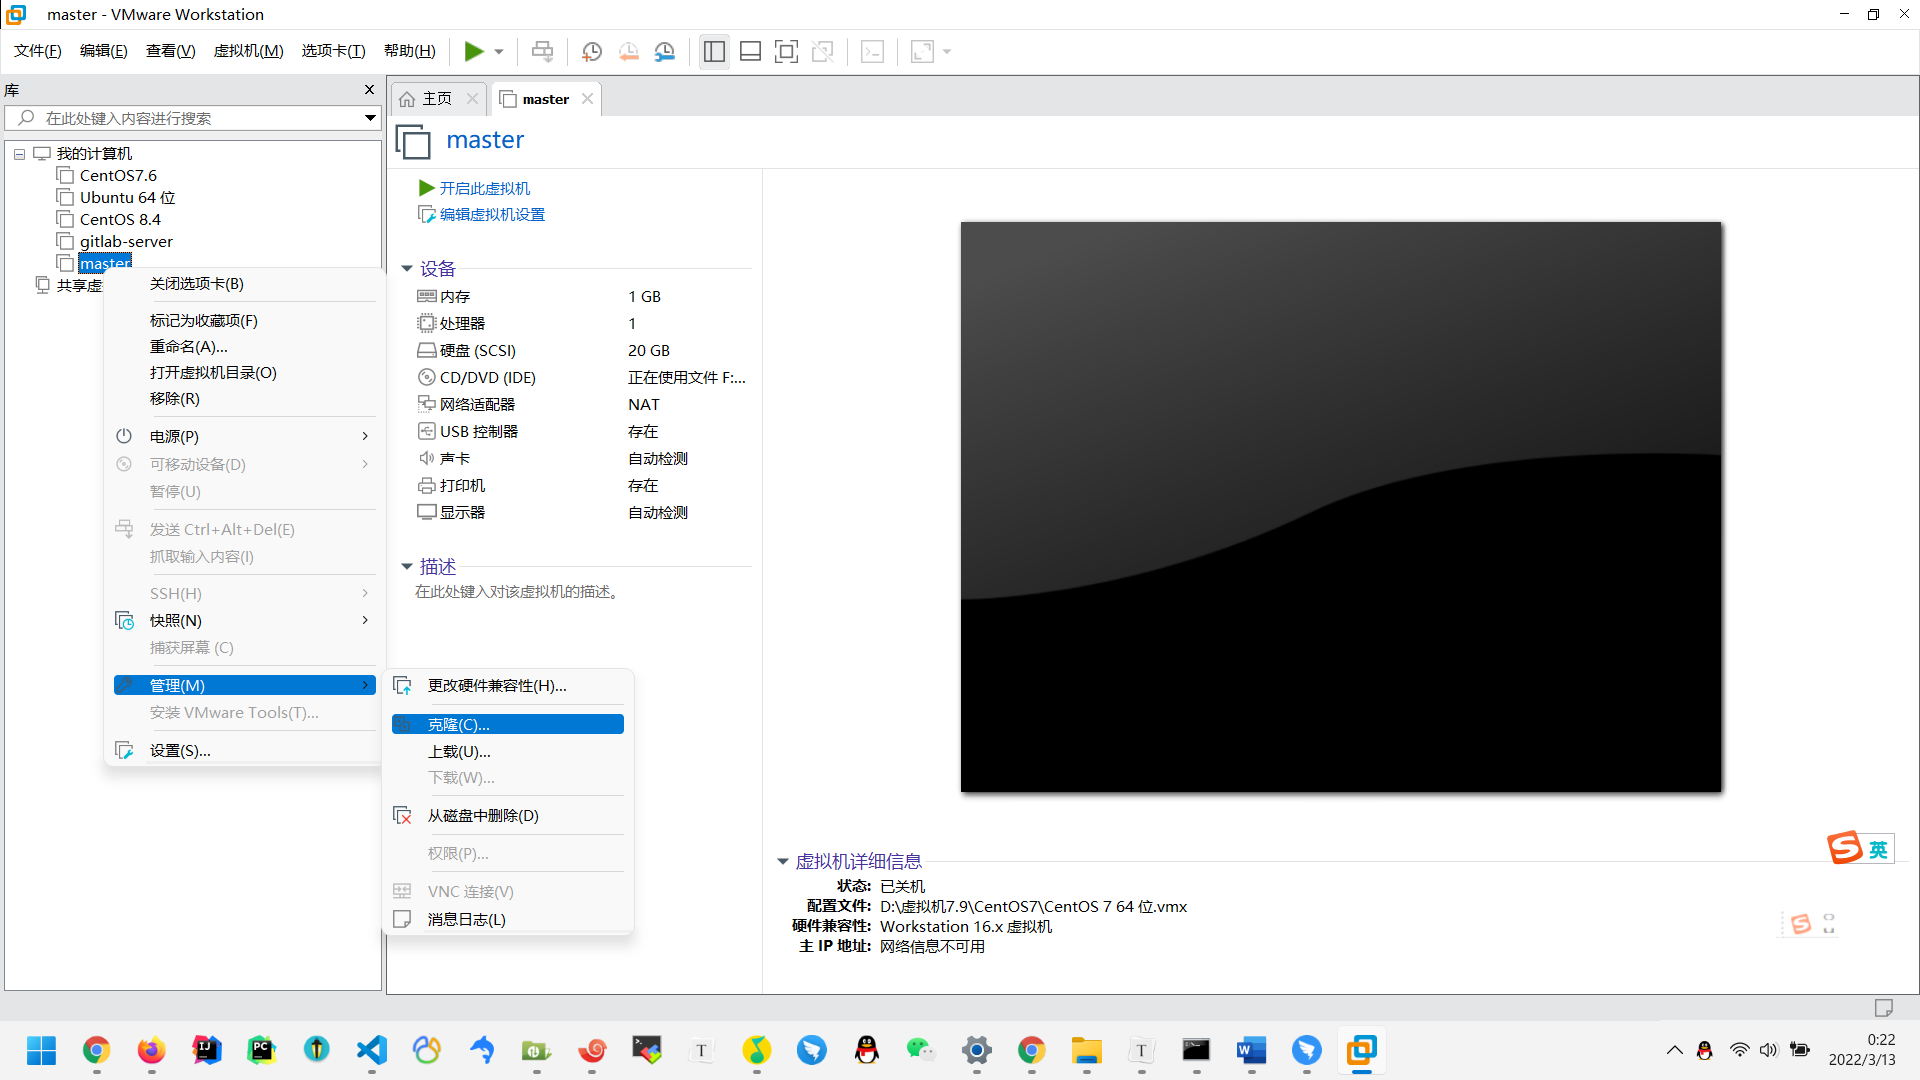 master - VMware Workstation
文件(F) 编辑(E) 查看(V) 虚拟机(M) 选项卡(T) 帮助(H)
库
在此处键入内容进行搜索
我的计算机
CentOS7.6
Ubuntu 64 位
CentOS 8.4
gitlab-server
master
共享虚
关闭选项卡(B)
标记为收藏项(F)
重命名(A)...
打开虚拟机目录(O)
移除(R)
电源(P)
可移动设备(D)
暂停(U)
发送 Ctrl+Alt+Del(E)
抓取输入内容(I)
SSH(H)
快照(N)
捕获屏幕 (C)
管理(M)
安装 VMware Tools(T)...
设置(S)...
更改硬件兼容性(H)...
克隆(C)...
上载(U)...
下载(W)...
从磁盘中删除(D)
权限(P)...
VNC 连接(V)
消息日志(L)
主页
master
master
开启此虚拟机
编辑虚拟机设置
设备
内存 1 GB
处理器 1
硬盘 (SCSI) 20 GB
CD/DVD (IDE) 正在使用文件 F:...
网络适配器 NAT
USB 控制器 存在
声卡 自动检测
打印机 存在
显示器 自动检测
描述
在此处键入对该虚拟机的描述。
虚拟机详细信息
状态: 已关机
配置文件: D:\虚拟机7.9\CentOS7\CentOS 7 64 位.vmx
硬件兼容性: Workstation 16.x 虚拟机
主 IP 地址: 网络信息不可用
S 英
S
IJ PC T T W
0:22
2022/3/13